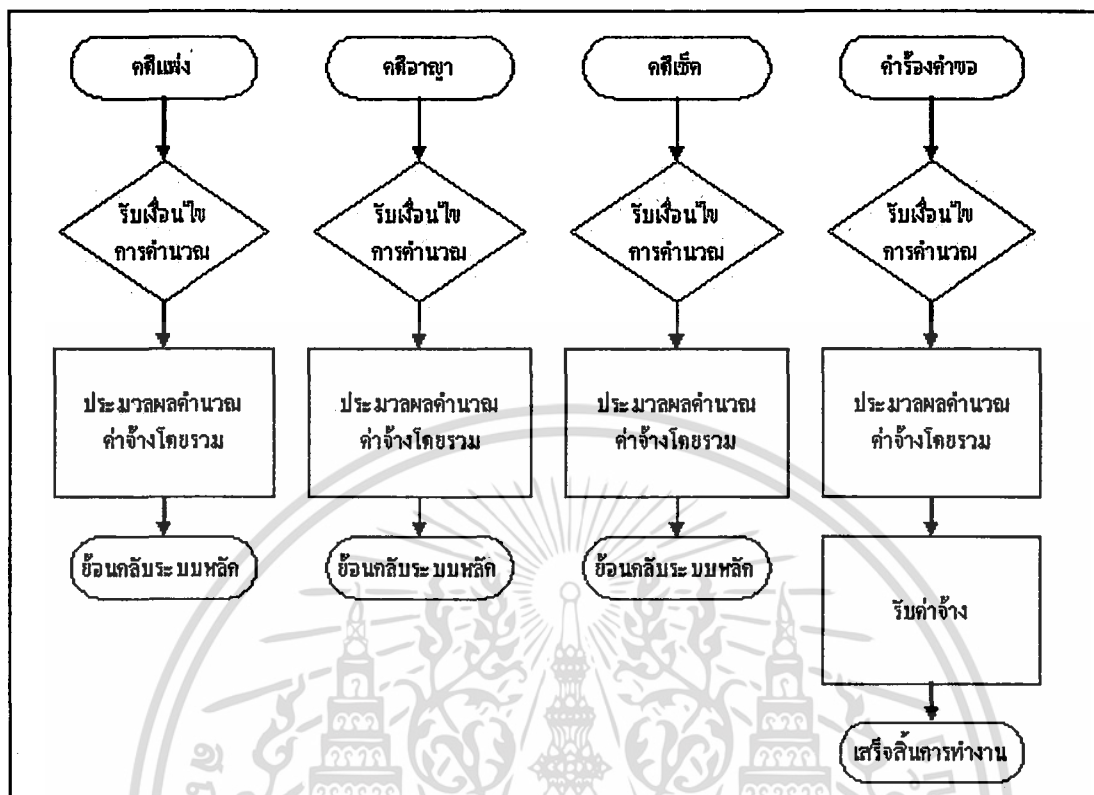 คดีแพ่ง
รับเงื่อนไข
การคำนวณ
ประมวลผลคำนวณ
ค่าจ้างโดยรวม
ย้อนกลับระบบหลัก
คดีอาญา
รับเงื่อนไข
การคำนวณ
ประมวลผลคำนวณ
ค่าจ้างโดยรวม
ย้อนกลับระบบหลัก
คดีเช็ค
รับเงื่อนไข
การคำนวณ
ประมวลผลคำนวณ
ค่าจ้างโดยรวม
ย้อนกลับระบบหลัก
คำร้องคำขอ
รับเงื่อนไข
การคำนวณ
ประมวลผลคำนวณ
ค่าจ้างโดยรวม
รับค่าจ้าง
เสร็จสิ้นการทำงาน